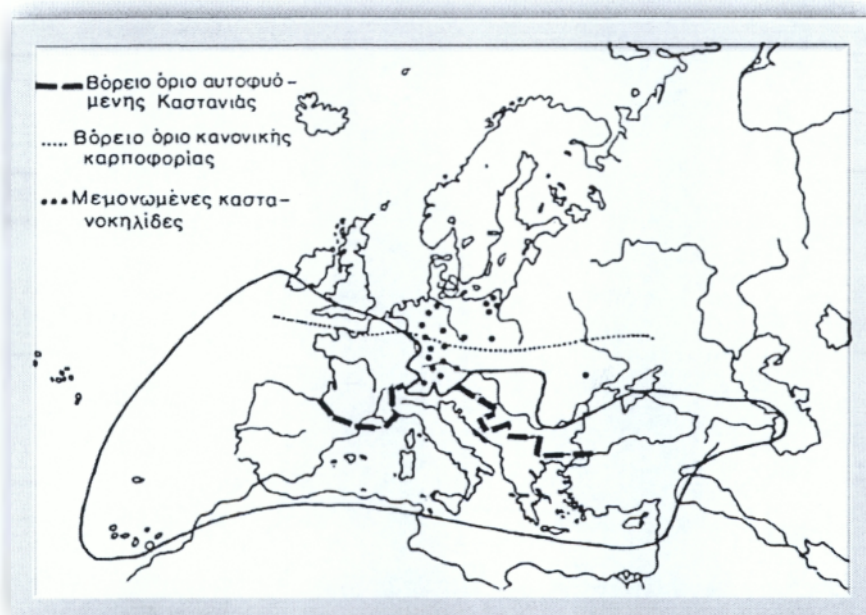 Βόρειο όριο αυτοφυό-
μενης Καστανιάς
Βόρειο όριο κανονικής
καρποφορίας
Μεμονωμένες καστα-
νοκηλίδες